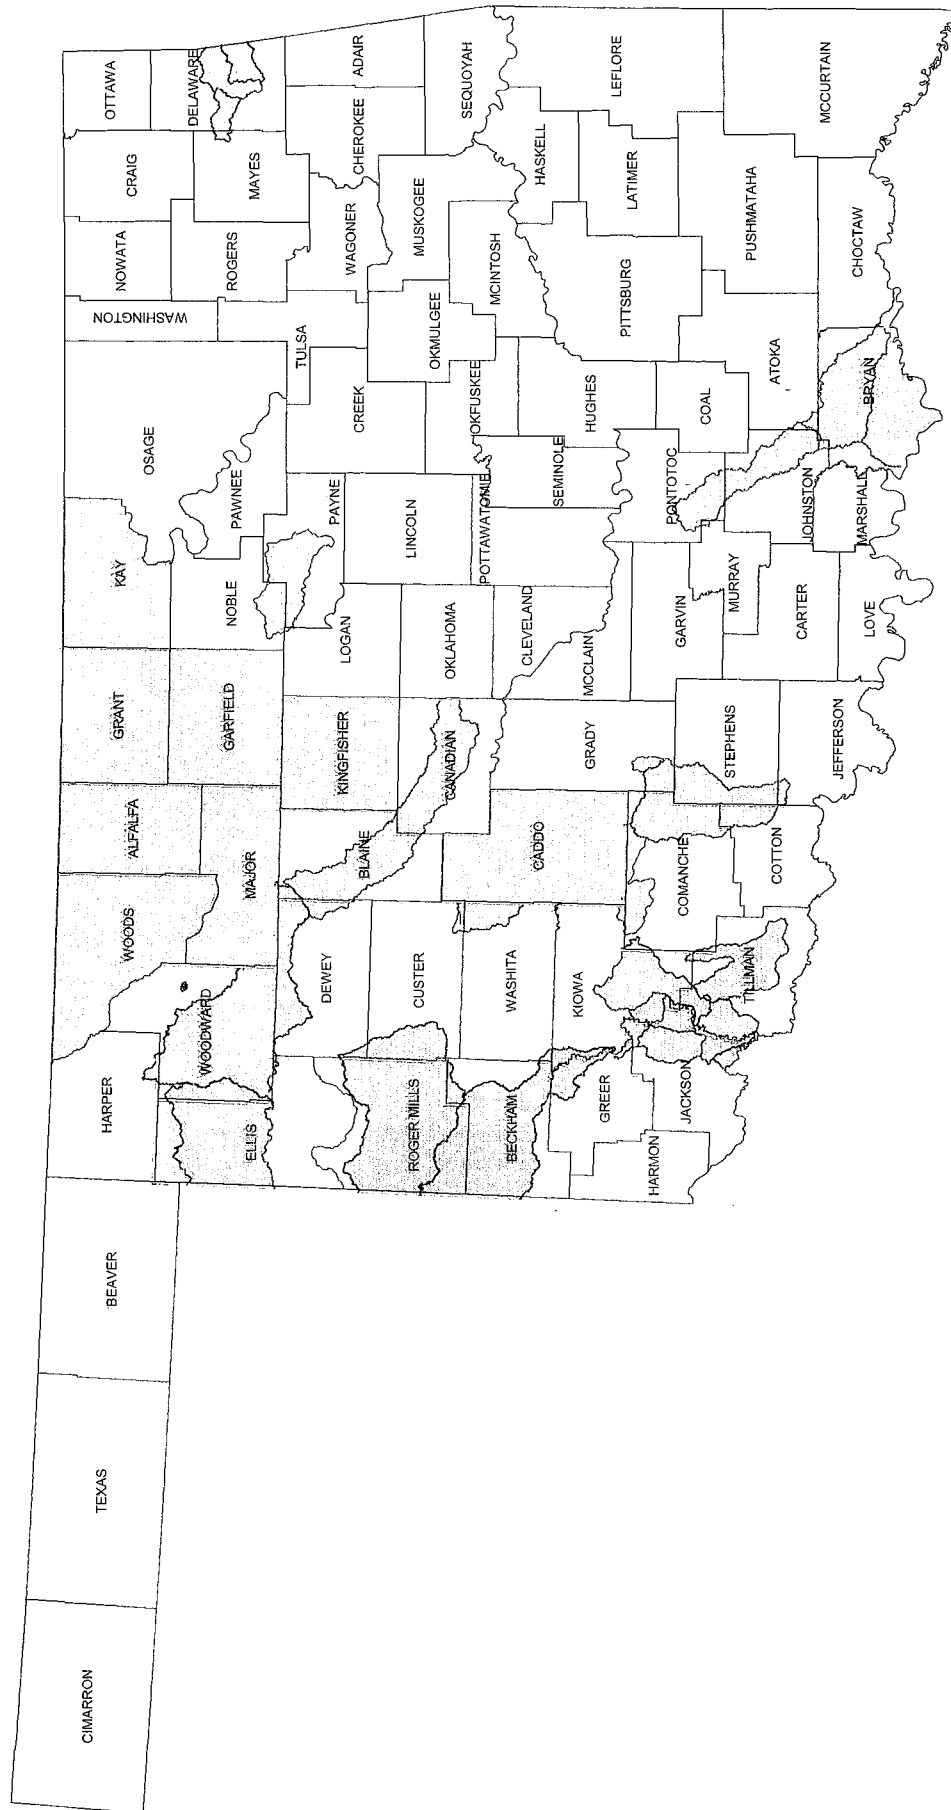 CIMARRON
TEXAS
BEAVER
HARPER
WOODS
ALFALFA
GRANT
KAY
OSAGE
WASHINGTON
NOWATA
CRAIG
OTTAWA
DELAWARE
ELLIS
WOODWARD
MAJOR
GARFIELD
NOBLE
PAWNEE
ROGERS
MAYES
DEWEY
BLAINE
KINGFISHER
LOGAN
PAYNE
CREEK
TULSA
WAGONER
CHEROKEE
ADAIR
ROGER MILLS
CUSTER
CANADIAN
OKLAHOMA
LINCOLN
OKFUSKEE
OKMULGEE
MUSKOGEE
SEQUOYAH
BECKHAM
WASHITA
CADDO
GRADY
CLEVELAND
MCCLAIN
POTTAWATOMIE
SEMINOLE
HUGHES
MCINTOSH
HASKELL
GREER
KIOWA
COMANCHE
STEPHENS
GARVIN
MURRAY
PONTOTOC
COAL
PITTSBURG
LATIMER
LEFLORE
HARMON
JACKSON
TILLMAN
COTTON
JEFFERSON
CARTER
LOVE
JOHNSTON
MARSHALL
ATOKA
BRYAN
PUSHMATAHA
CHOCTAW
MCCURTAIN